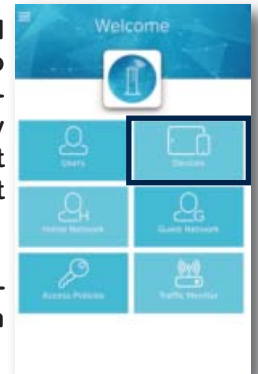 Welcome
Users
Devices
Home Network
Guest Network
Access Policies
Traffic Monitor